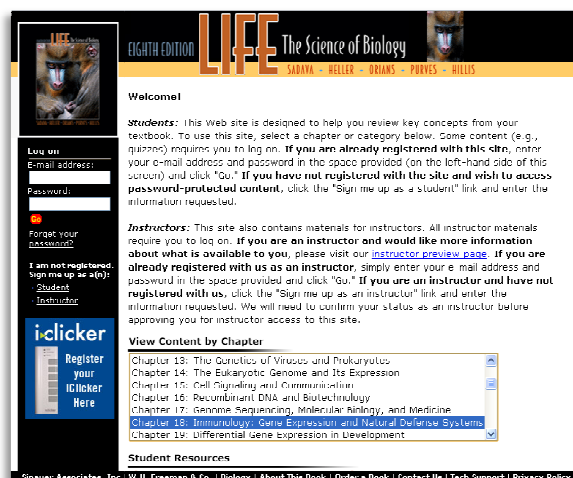 EIGHTH EDITION LIFE The Science of Biology
SADAVA - HELLER - ORIANS - PURVES - HILLIS
LIFE
Log on
E-mail address:
Password:
Go
Forget your
password?
I am not registered.
Sign me up as a(n):
Student
Instructor
i>clicker
Register
your
iClicker
Here
Welcome!
Students: This Web site is designed to help you review key concepts from your
textbook. To use this site, select a chapter or category below. Some content (e.g.,
quizzes) requires you to log on. If you are already registered with this site, enter
your e-mail address and password in the space provided (on the left-hand side of this
screen) and click "Go." If you have not registered with the site and wish to access
password-protected content, click the "Sign me up as a student" link and enter the
information requested.
Instructors: This site also contains materials for instructors. All instructor materials
require you to log on. If you are an instructor and would like more information
about what is available to you, please visit our instructor preview page. If you are
already registered with us as an instructor, simply enter your e-mail address and
password in the space provided and click "Go." If you are an instructor and have not
registered with us, click the "Sign me up as an instructor" link and enter the
information requested. We will need to confirm your status as an instructor before
approving you for instructor access to this site.
View Content by Chapter
Chapter 13: The Genetics of Viruses and Prokaryotes
Chapter 14: The Eukaryotic Genome and Its Expression
Chapter 15: Cell Signaling and Communication
Chapter 16: Recombinant DNA and Biotechnology
Chapter 17: Genome Sequencing, Molecular Biology, and Medicine
Chapter 18: Immunology: Gene Expression and Natural Defense Systems
Chapter 19: Differential Gene Expression in Development
Student Resources
Sinauer Associates, Inc | W. H. Freeman & Co. | Biology | About This Book | Order a Book | Contact Us | Tech Support | Privacy Policy